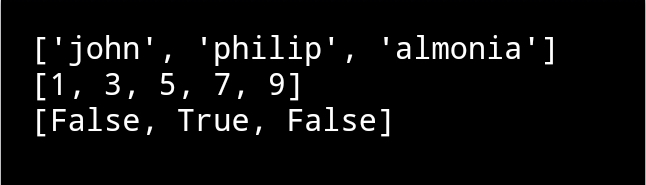 ['john', 'philip', 'almonia']
[1, 3, 5, 7, 9]
[False, True, False]